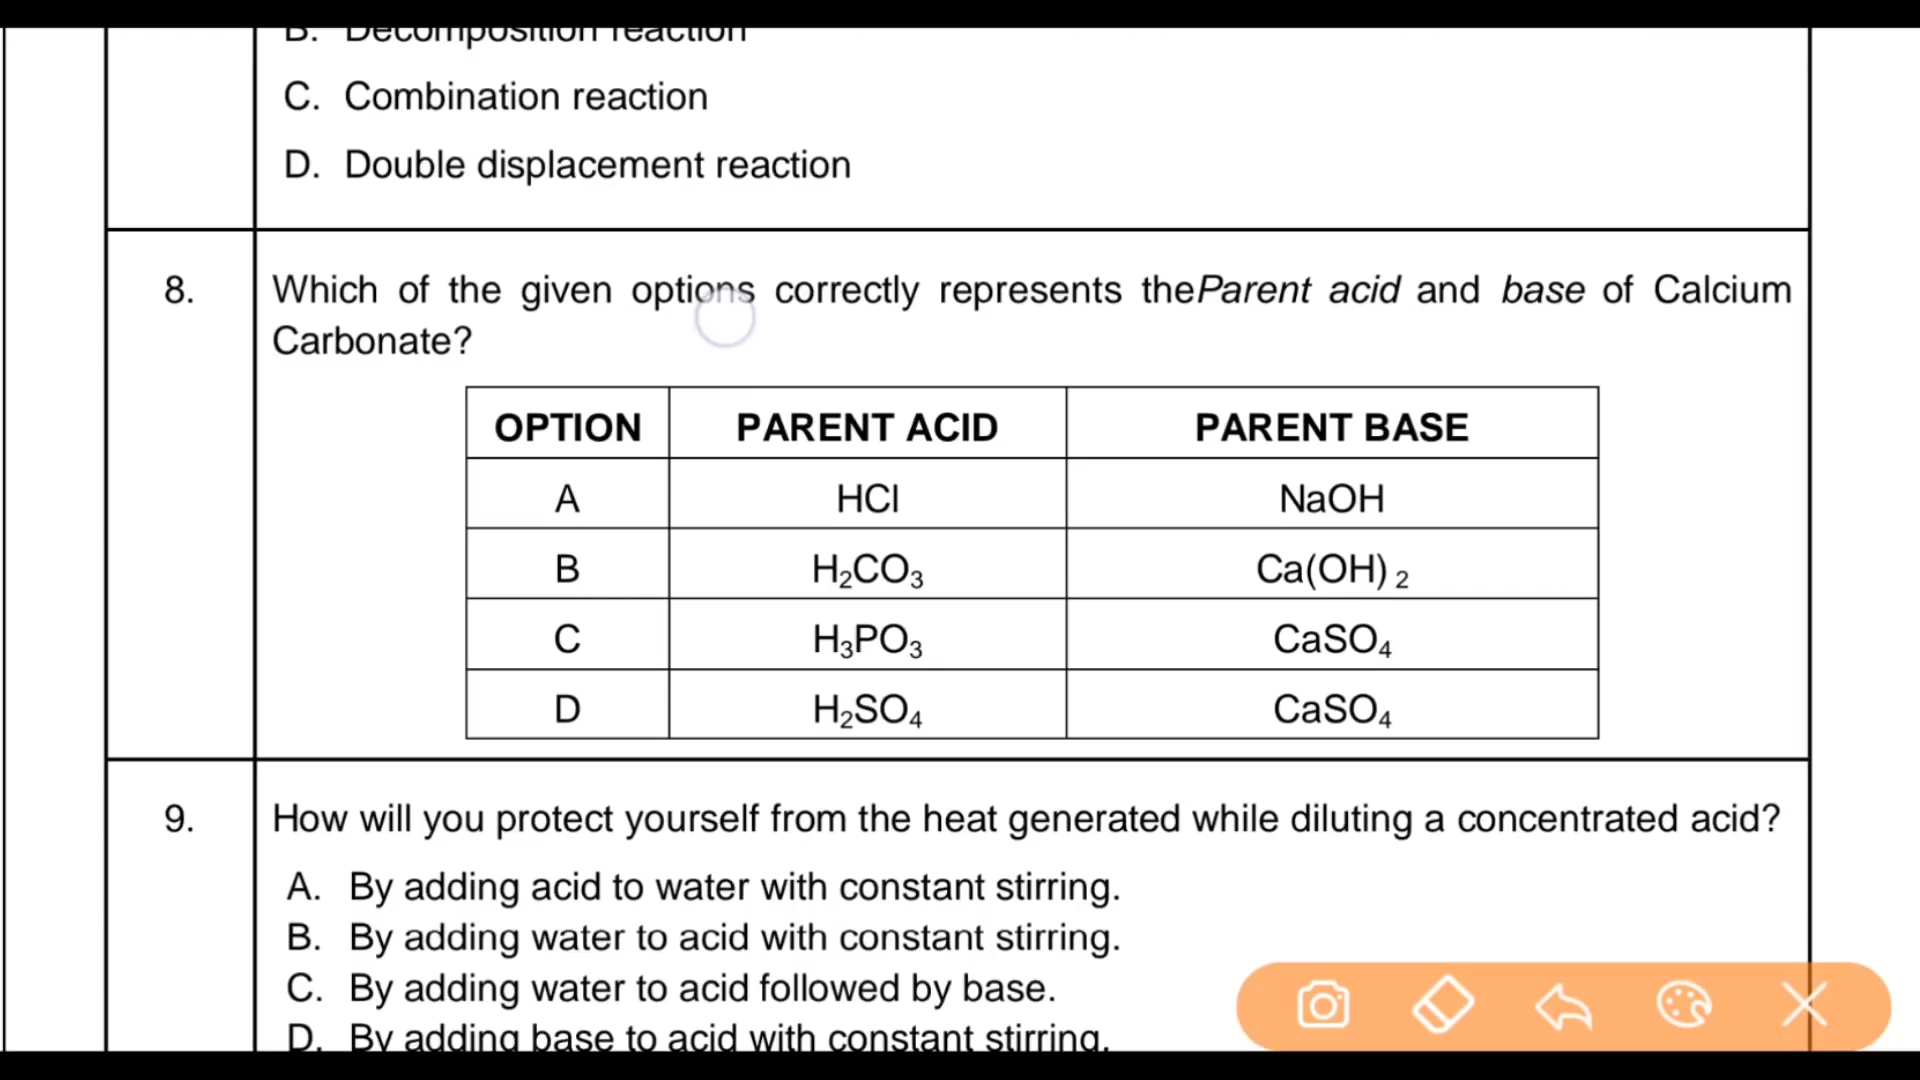 B. Decomposition reaction
C. Combination reaction
D. Double displacement reaction
8. Which of the given options correctly represents theParent acid and base of Calcium
Carbonate?
OPTION PARENT ACID PARENT BASE
A HCl NaOH
B H₂CO₃ Ca(OH) ₂
C H₃PO₃ CaSO₄
D H₂SO₄ CaSO₄
9. How will you protect yourself from the heat generated while diluting a concentrated acid?
A. By adding acid to water with constant stirring.
B. By adding water to acid with constant stirring.
C. By adding water to acid followed by base.
D. By adding base to acid with constant stirring.